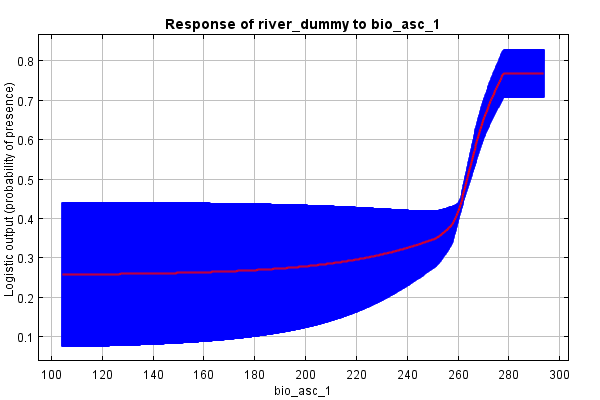 Response of river_dummy to bio_asc_1
Logistic output (probability of presence)
0.8
0.7
0.6
0.5
0.4
0.3
0.2
0.1
100 120 140 160 180 200 220 240 260 280 300
bio_asc_1